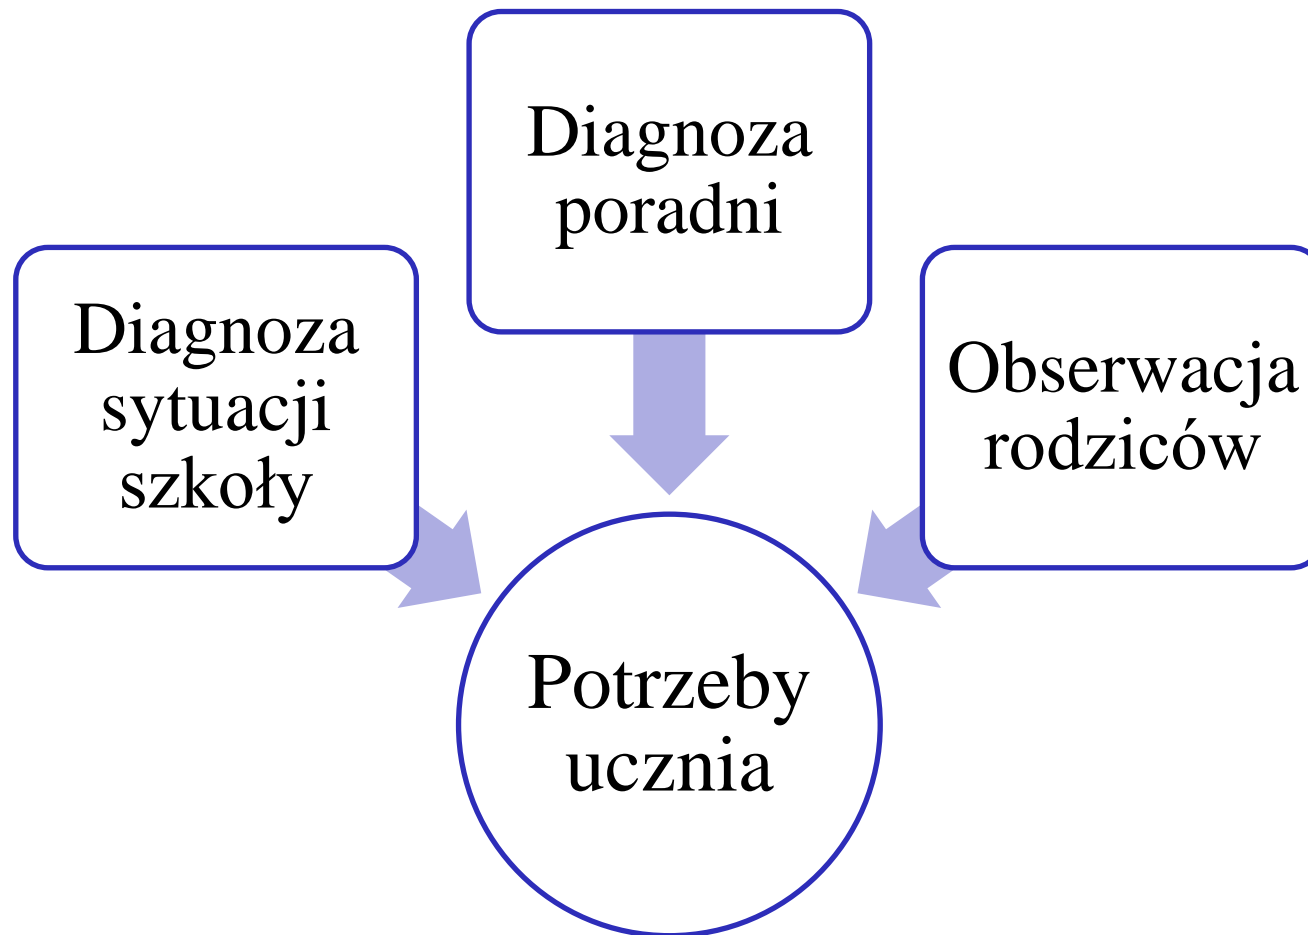 Diagnoza
poradni
Diagnoza
sytuacji
szkoły
Obserwacja
rodziców
Potrzeby
ucznia